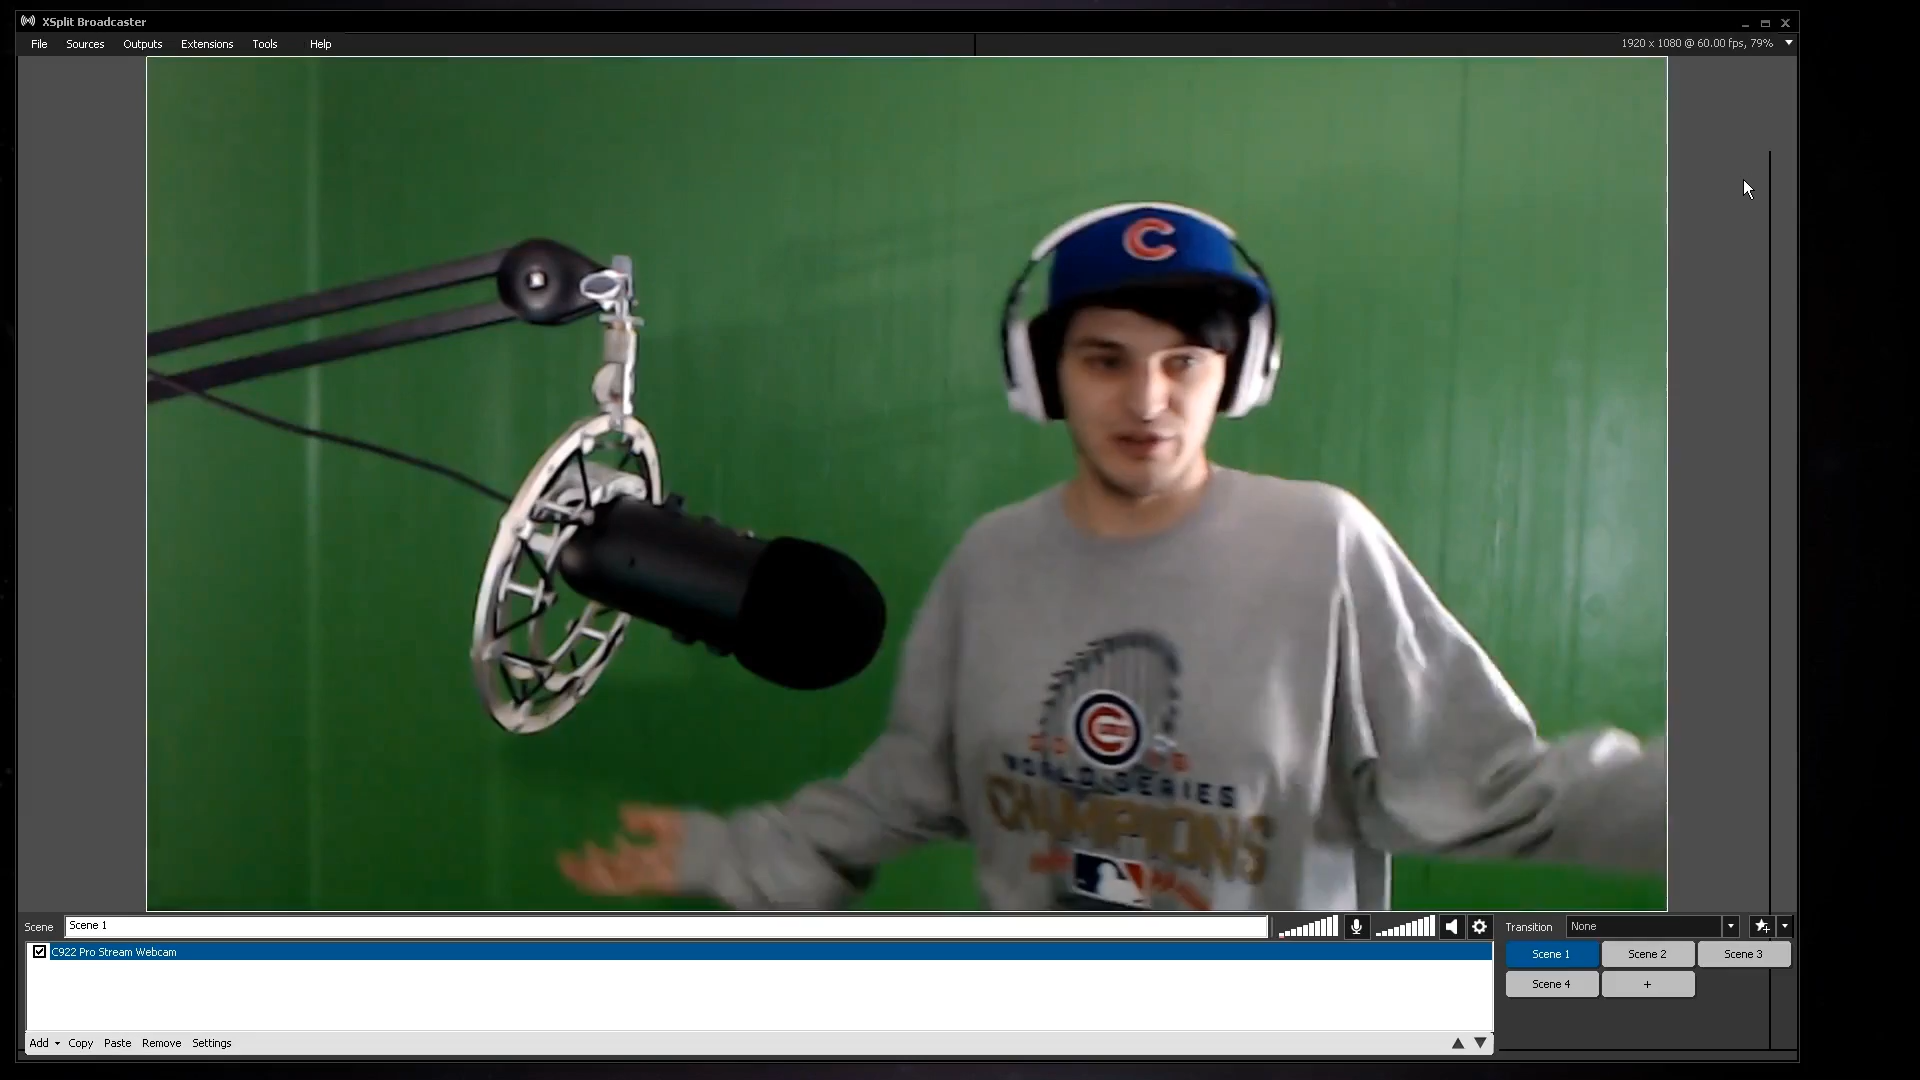 XSplit Broadcaster
File Sources Outputs Extensions Tools Help
1920 x 1080 @ 60.00 fps, 79%
C
C
WORLD SERIES
CHAMPIONS
Scene Scene 1
Transition None
C922 Pro Stream Webcam
Scene 1 Scene 2 Scene 3
Scene 4 +
Add Copy Paste Remove Settings